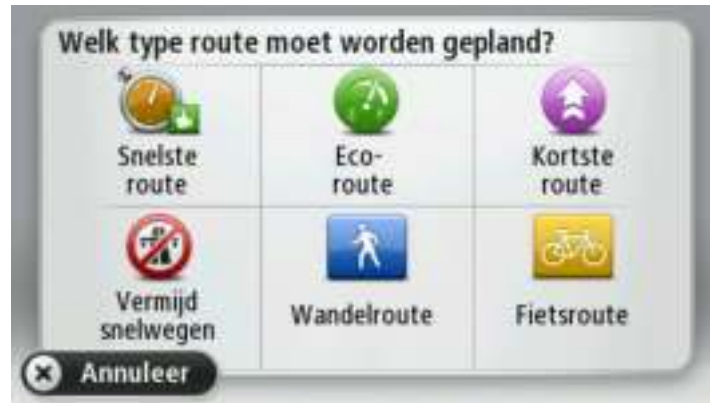 Welk type route moet worden gepland?
Snelste
route
Eco-
route
Kortste
route
Vermijd
snelwegen
Wandelroute
Fietsroute
Annuleer